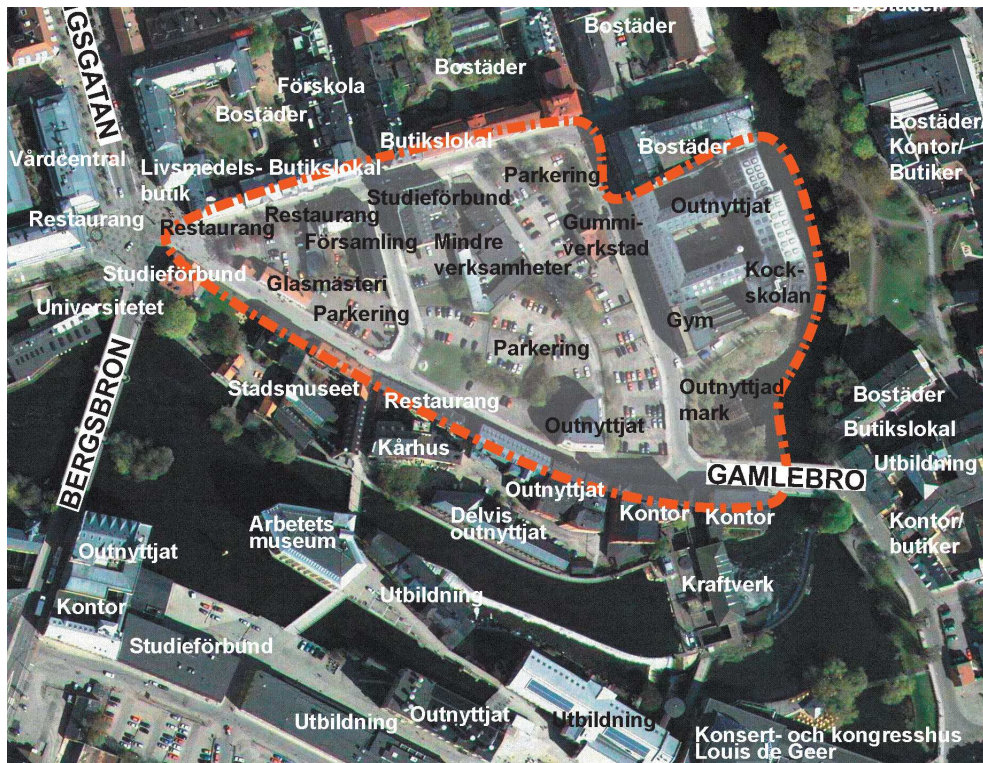 Bostäder
Bostäder
NGSGATAN
Bostäder
Förskola
Bostäder
Bostäder/
Kontor/
Butiker
Butikslokal
Bostäder
Vårdcentral
Livsmedels-
butik
Butikslokal
Parkering
Studieförbund
Outnyttjat
Restaurang
Restaurang
Restaurang
Gummi-
verkstad
Församling
Mindre
verksamheter
Kock-
skolan
Studieförbund
Glasmästeri
Universitetet
Parkering
Gym
Parkering
BERGSBRON
Stadsmuseet
Outnyttjad
mark
Bostäder
Restaurang
Outnyttjat
Butikslokal
Kårhus
Utbildning
GAMLEBRO
Outnyttjat
Delvis
outnyttjat
Kontor
Kontor
Kontor/
butiker
Arbetets
museum
Outnyttjat
Kraftverk
Utbildning
Kontor
Studieförbund
Utbildning
Outnyttjat
Utbildning
Konsert- och kongresshus
Louis de Geer